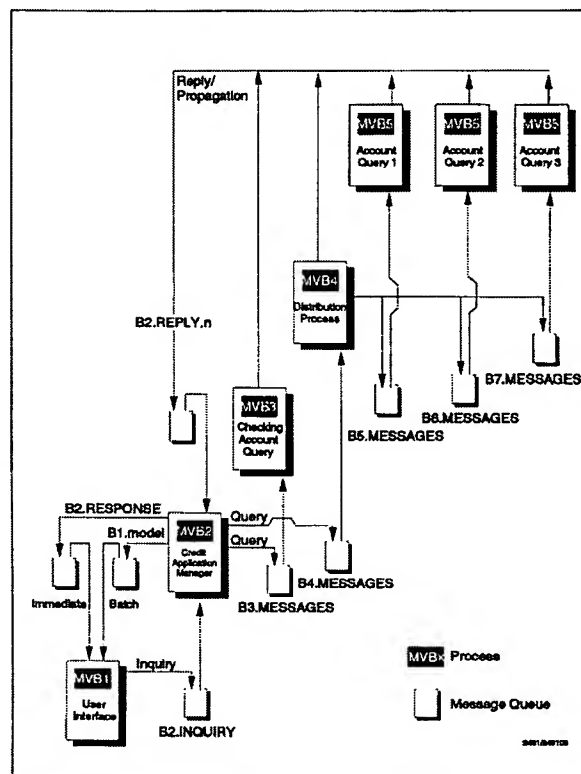 Reply/
Propagation
MVB5
Account
Query 1
MVB5
Account
Query 2
MVB5
Account
Query 3
MVB4
Distribution
Process
B2.REPLY.n
B7.MESSAGES
B6.MESSAGES
B5.MESSAGES
MVB3
Checking
Account
Query
B2.RESPONSE
B1.model
MVB2
Credit
Application
Manager
Query
Query
B4.MESSAGES
B3.MESSAGES
Immediate
Batch
MVB1
User
Interface
Inquiry
B2.INQUIRY
MVBx
Process
Message Queue